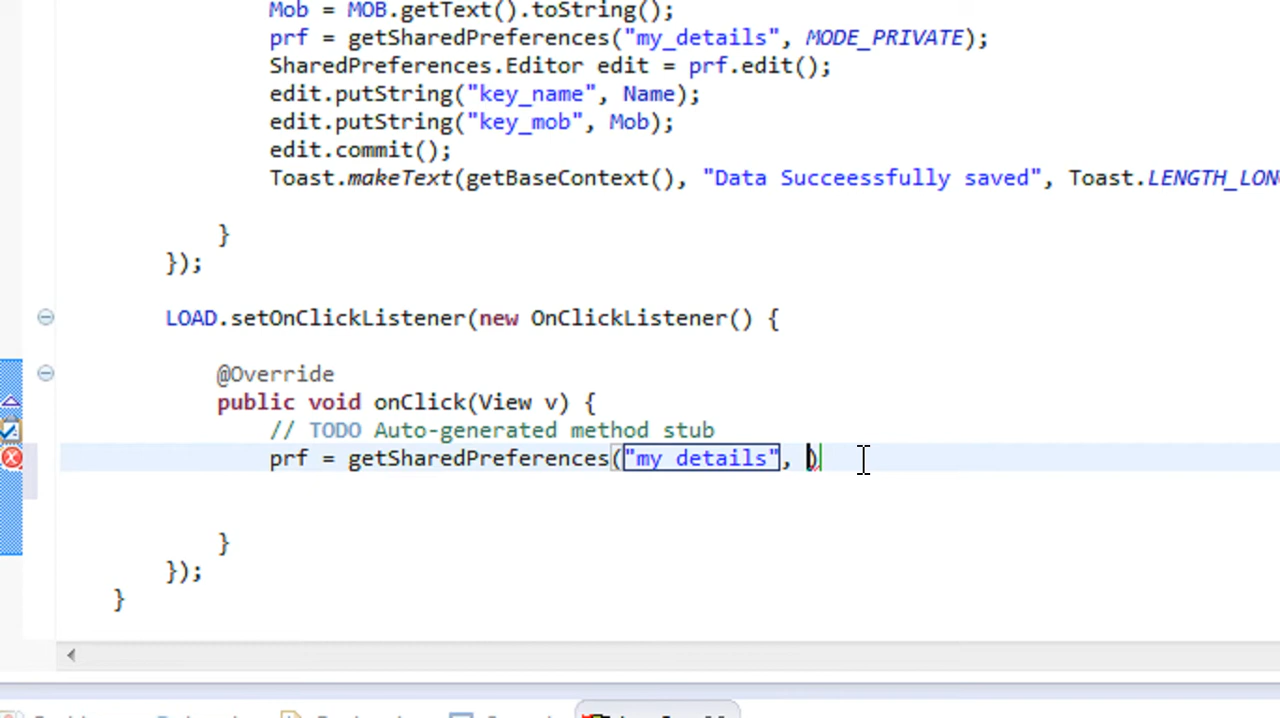 Mob = MOB.getText().toString();
prf = getSharedPreferences("my_details", MODE_PRIVATE);
SharedPreferences.Editor edit = prf.edit();
edit.putString("key_name", Name);
edit.putString("key_mob", Mob);
edit.commit();
Toast.makeText(getBaseContext(), "Data Succeessfully saved", Toast.LENGTH_LON
}
});
LOAD.setOnClickListener(new OnClickListener() {
@Override
public void onClick(View v) {
// TODO Auto-generated method stub
prf = getSharedPreferences("my details", )
}
});
}